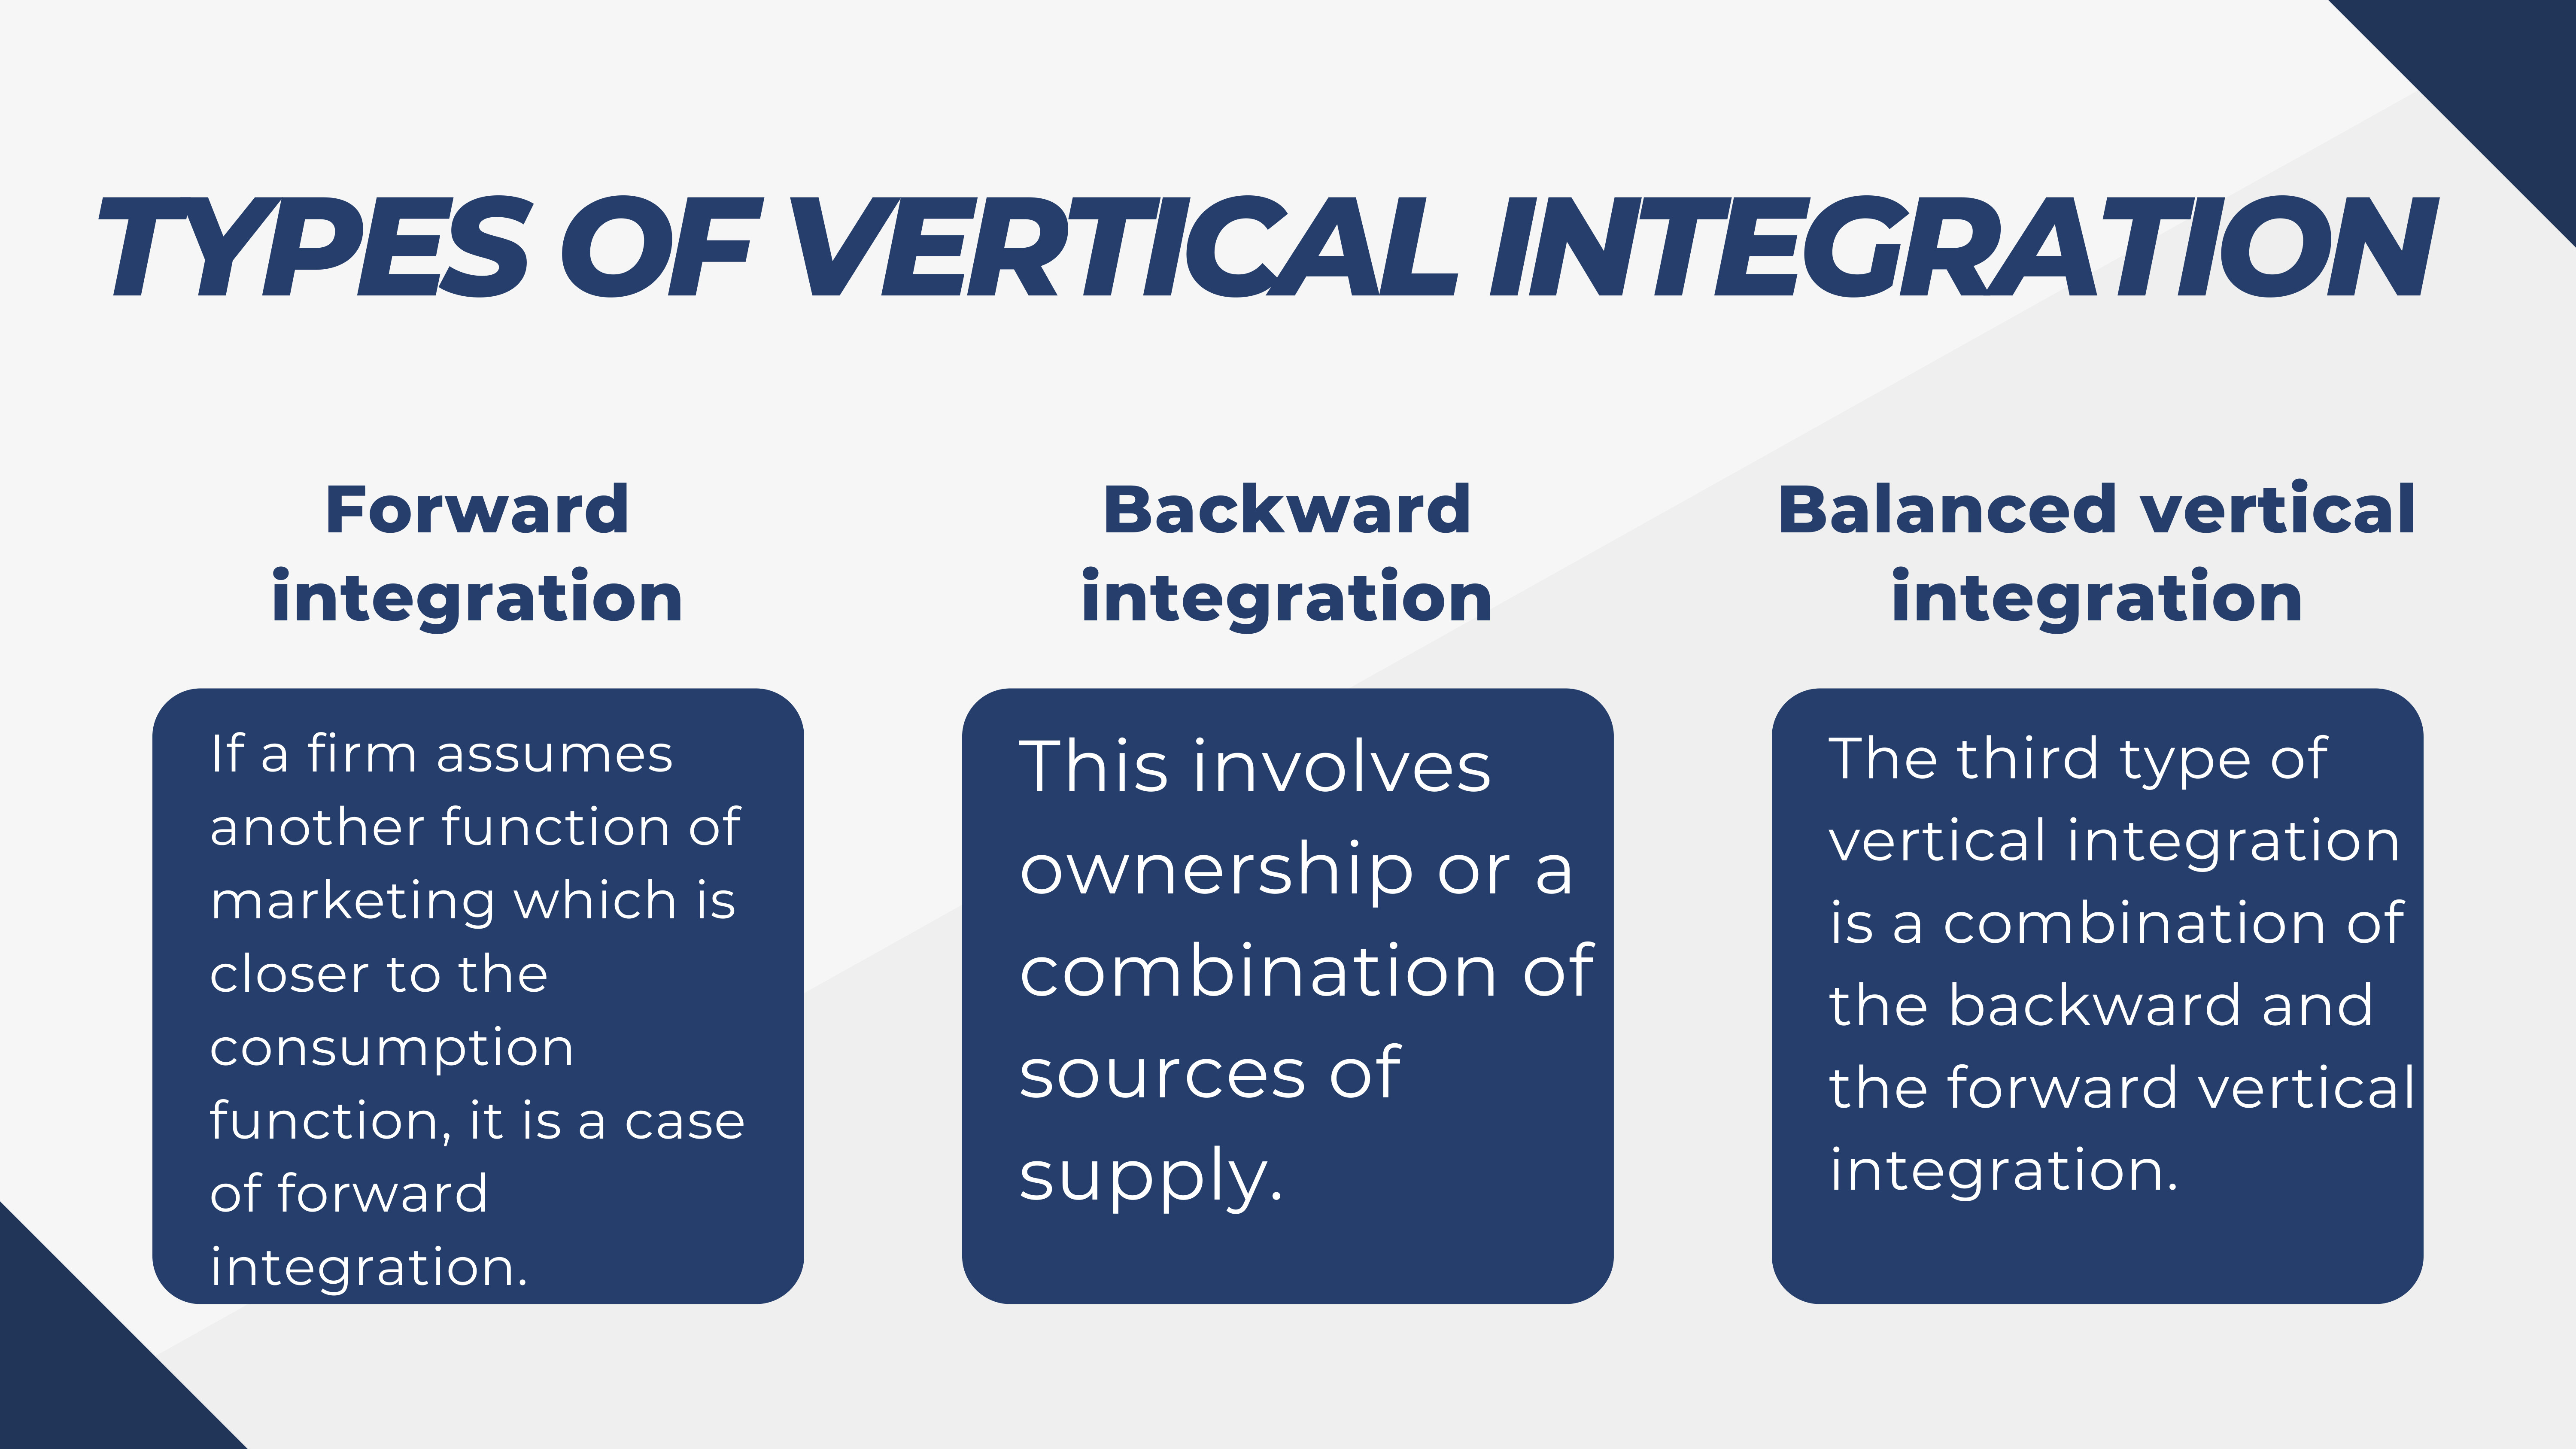 TYPES OF VERTICAL INTEGRATION
Forward
integration
If a firm assumes
another function of
marketing which is
closer to the
consumption
function, it is a case
of forward
integration.
Backward
integration
This involves
ownership or a
combination of
sources of
supply.
Balanced vertical
integration
The third type of
vertical integration
is a combination of
the backward and
the forward vertical
integration.